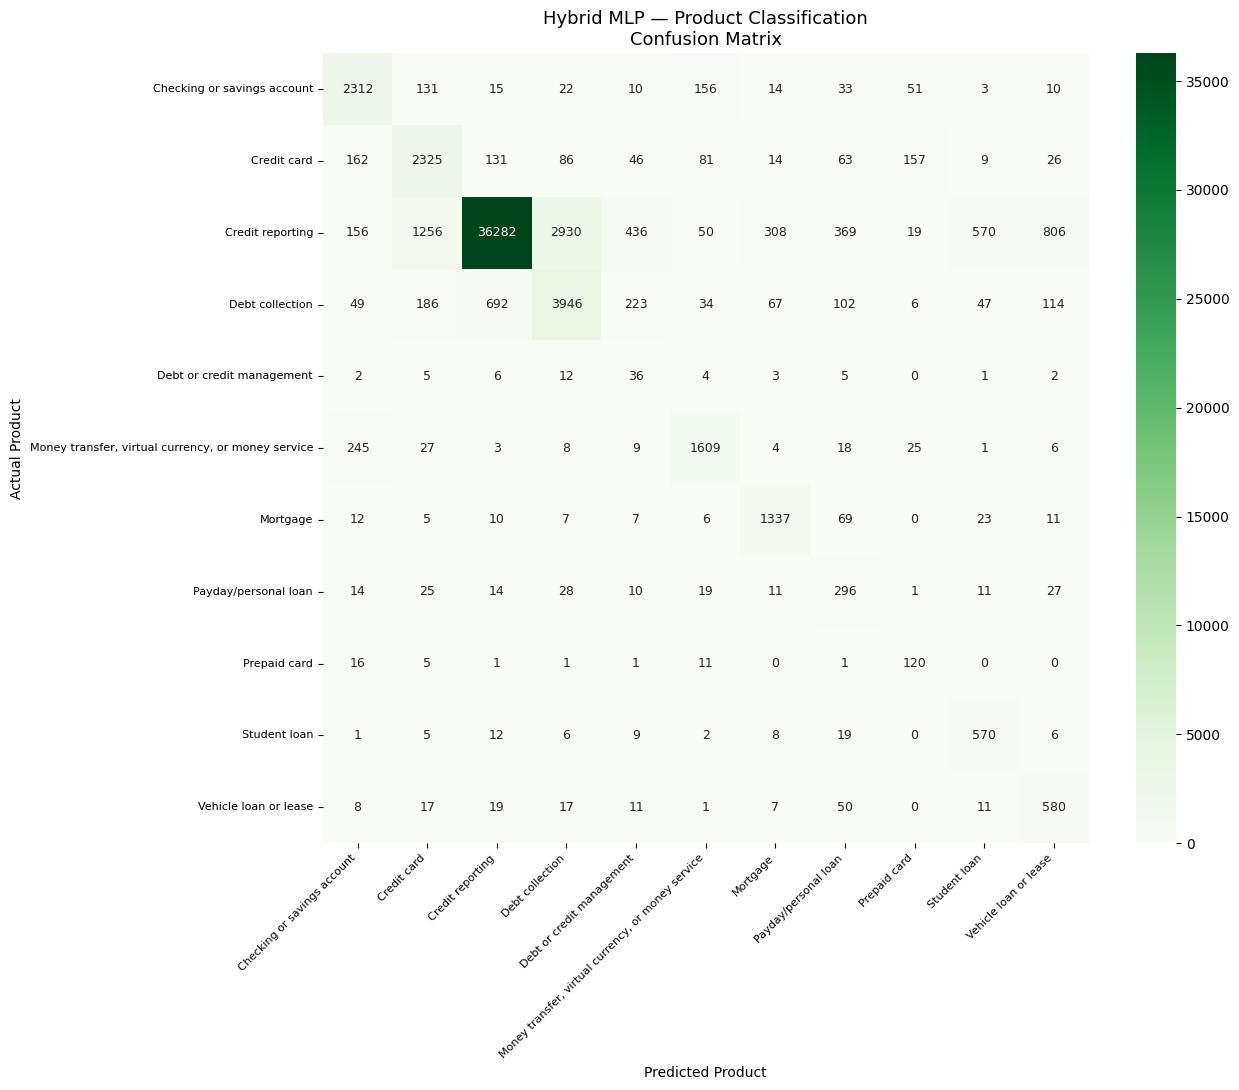 Hybrid MLP — Product Classification
Confusion Matrix
Checking or savings account 2312 131 15 22 10 156 14 33 51 3 10
Credit card 162 2325 131 86 46 81 14 63 157 9 26
Credit reporting 156 1256 36282 2930 436 50 308 369 19 570 806
Debt collection 49 186 692 3946 223 34 67 102 6 47 114
Debt or credit management 2 5 6 12 36 4 3 5 0 1 2
Money transfer, virtual currency, or money service 245 27 3 8 9 1609 4 18 25 1 6
Mortgage 12 5 10 7 7 6 1337 69 0 23 11
Payday/personal loan 14 25 14 28 10 19 11 296 1 11 27
Prepaid card 16 5 1 1 1 11 0 1 120 0 0
Student loan 1 5 12 6 9 2 8 19 0 570 6
Vehicle loan or lease 8 17 19 17 11 1 7 50 0 11 580
Actual Product
Checking or savings account
Credit card
Credit reporting
Debt collection
Debt or credit management
Money transfer, virtual currency, or money service
Mortgage
Payday/personal loan
Prepaid card
Student loan
Vehicle loan or lease
Predicted Product
35000
30000
25000
20000
15000
10000
5000
0